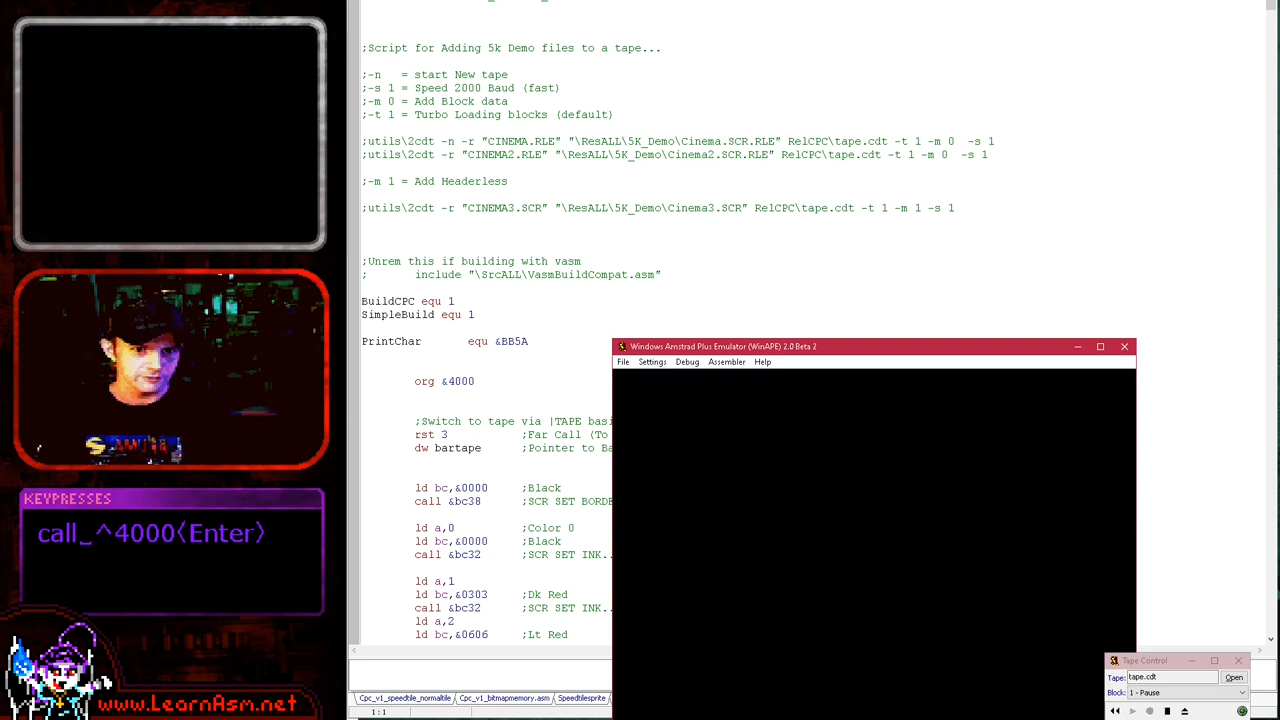 ;Script for Adding 5k Demo files to a tape...
;-n   = start New tape
;-s 1 = Speed 2000 Baud (fast)
;-m 0 = Add Block data
;-t 1 = Turbo Loading blocks (default)
;utils\2cdt -n -r "CINEMA.RLE" "\ResALL\5K_Demo\Cinema.SCR.RLE" RelCPC\tape.cdt -t 1 -m 0  -s 1
;utils\2cdt -r "CINEMA2.RLE" "\ResALL\5K_Demo\Cinema2.SCR.RLE" RelCPC\tape.cdt -t 1 -m 0  -s 1
;-m 1 = Add Headerless
;utils\2cdt -r "CINEMA3.SCR" "\ResALL\5K_Demo\Cinema3.SCR" RelCPC\tape.cdt -t 1 -m 1 -s 1
;Unrem this if building with vasm
;       include "\SrcALL\VasmBuildCompat.asm"
BuildCPC equ 1
SimpleBuild equ 1
PrintChar       equ &BB5A
org &4000
;Switch to tape via |TAPE basi
rst 3           ;Far Call (To
dw bartape      ;Pointer to Ba
ld bc,&0000     ;Black
call &bc38      ;SCR SET BORDE
ld a,0          ;Color 0
ld bc,&0000     ;Black
call &bc32      ;SCR SET INK..
ld a,1
ld bc,&0303     ;Dk Red
call &bc32      ;SCR SET INK..
ld a,2
ld bc,&0606     ;Lt Red
Cpc_v1_speedtile_normaltile Cpc_v1_bitmapmemory.asm Speedtilesprite
1:1
Windows Amstrad Plus Emulator (WinAPE) 2.0 Beta 2
File Settings Debug Assembler Help
Tape Control
Tape: tape.cdt Open
Block: 1 - Pause
KEYPRESSES
call_^4000<Enter>
www.LearnAsm.net